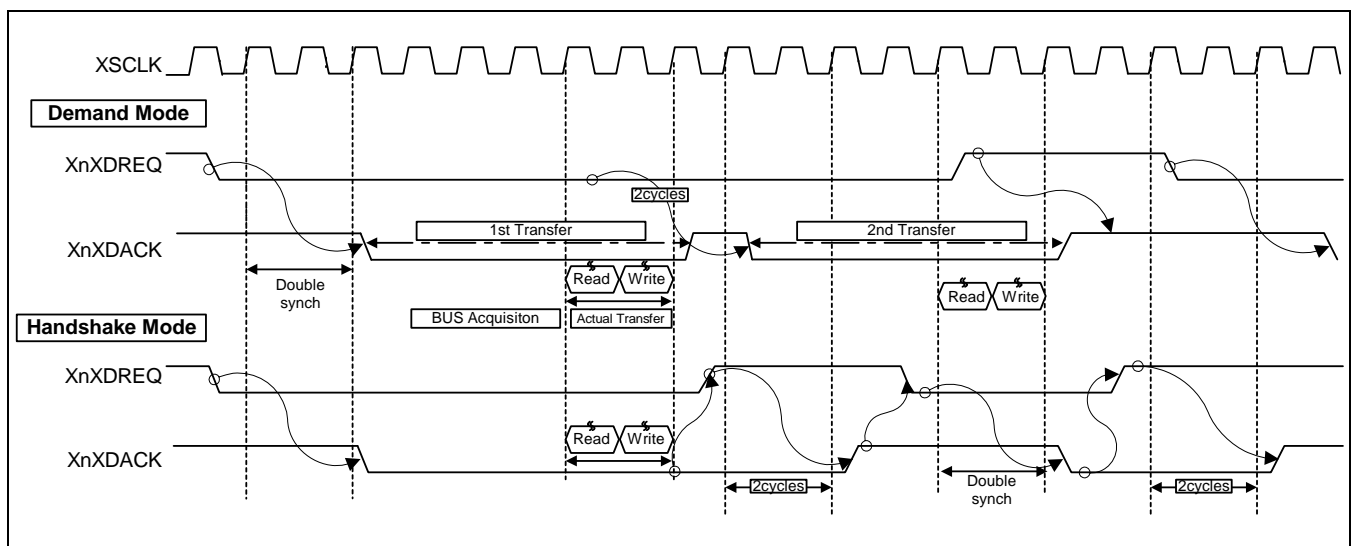 XSCLK
Demand Mode
XnXDREQ
2cycles
XnXDACK
1st Transfer
2nd Transfer
Double
synch
Read Write
Read Write
BUS Acquisiton
Actual Transfer
Handshake Mode
XnXDREQ
Read Write
XnXDACK
2cycles
Double
synch
2cycles